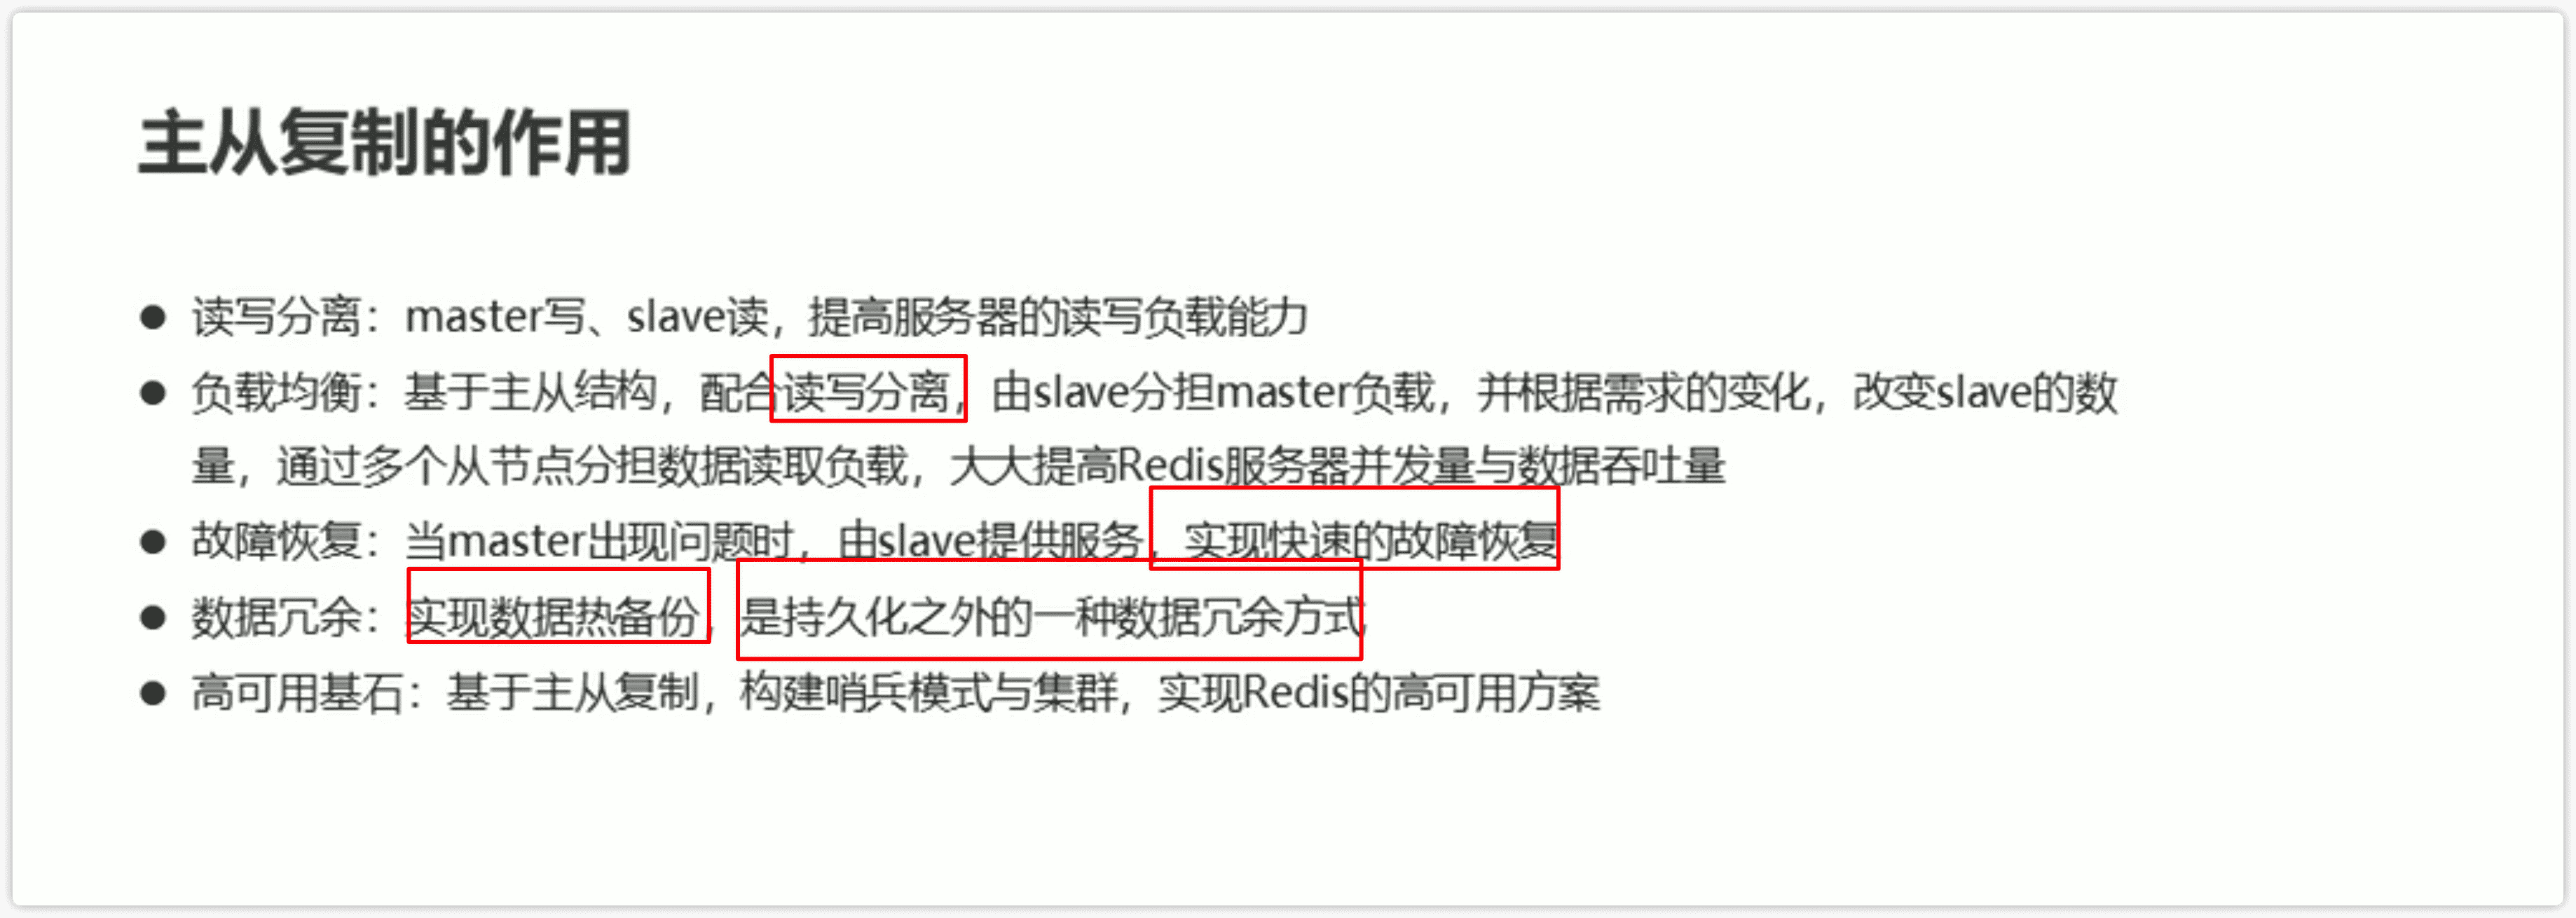 主从复制的作用
● 读写分离：master写、slave读，提高服务器的读写负载能力
● 负载均衡：基于主从结构，配合读写分离，由slave分担master负载，并根据需求的变化，改变slave的数
量，通过多个从节点分担数据读取负载，大大提高Redis服务器并发量与数据吞吐量
● 故障恢复：当master出现问题时，由slave提供服务，实现快速的故障恢复
● 数据冗余：实现数据热备份，是持久化之外的一种数据冗余方式
● 高可用基石：基于主从复制，构建哨兵模式与集群，实现Redis的高可用方案